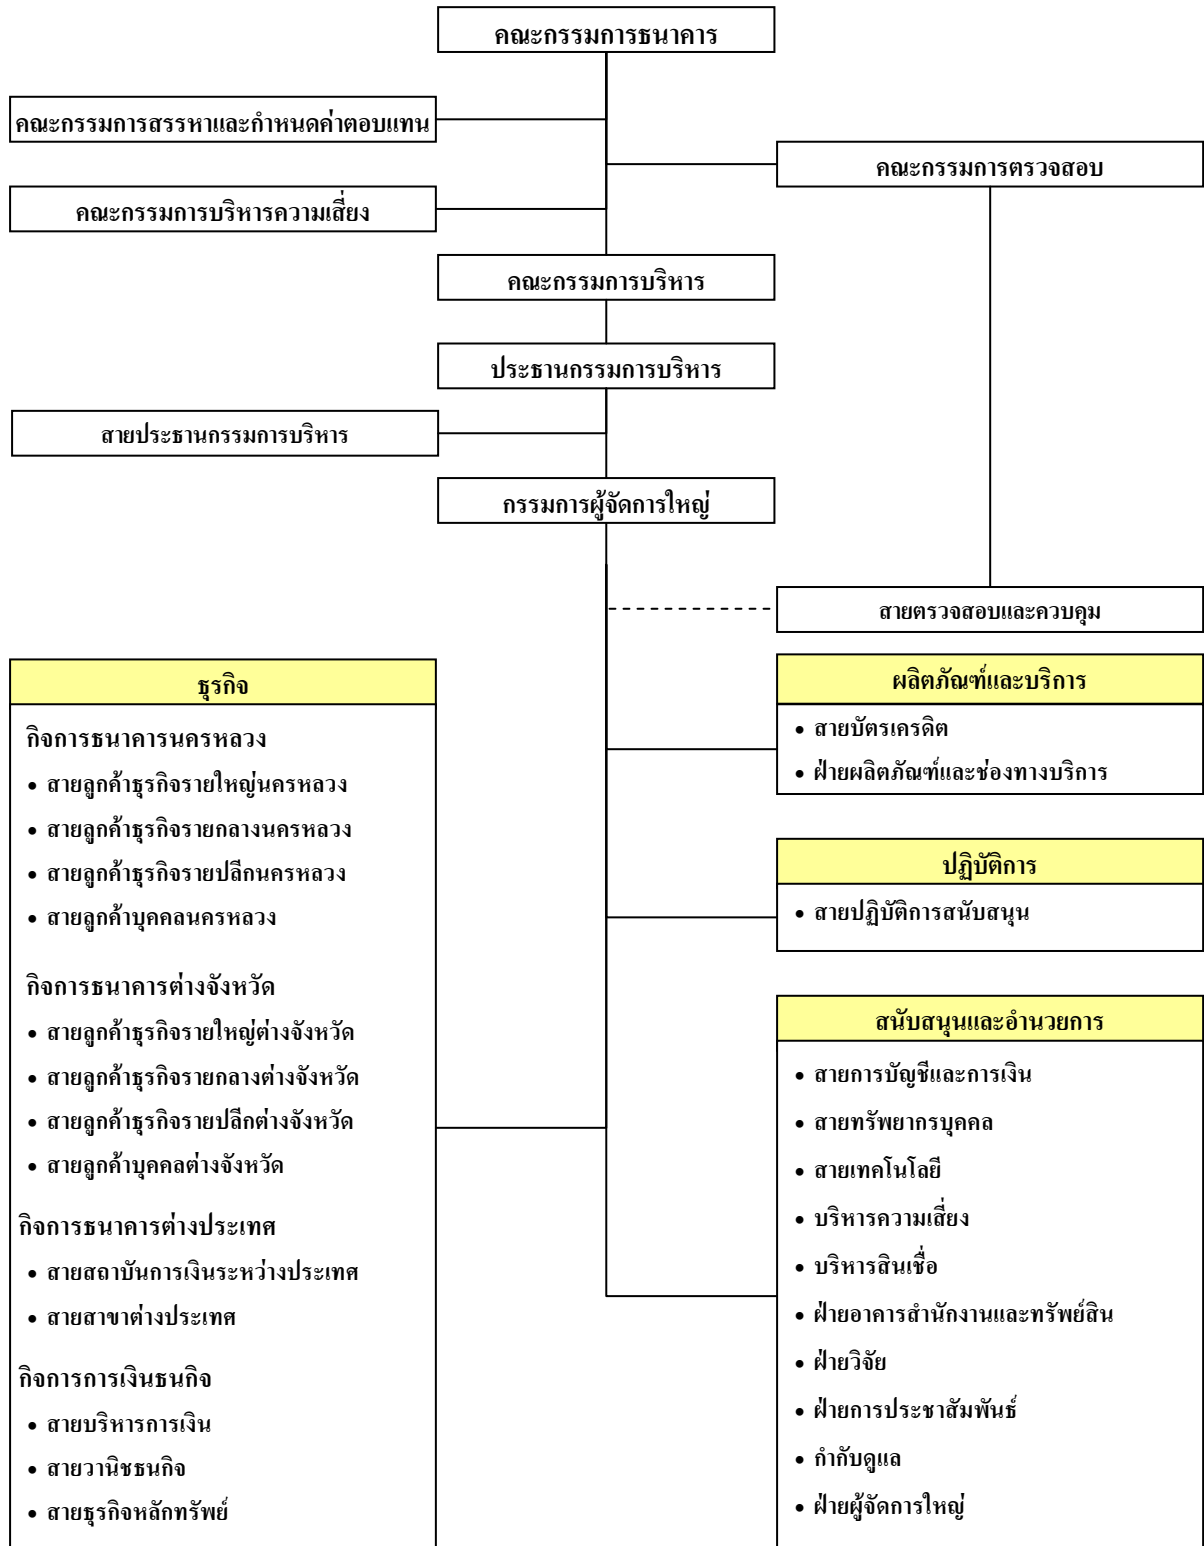 คณะกรรมการธนาคาร
คณะกรรมการสรรหาและกำหนดค่าตอบแทน
คณะกรรมการตรวจสอบ
คณะกรรมการบริหารความเสี่ยง
คณะกรรมการบริหาร
ประธานกรรมการบริหาร
สายประธานกรรมการบริหาร
กรรมการผู้จัดการใหญ่
สายตรวจสอบและควบคุม
ธุรกิจ
กิจการธนาคารนครหลวง
• สายลูกค้าธุรกิจรายใหญ่นครหลวง
• สายลูกค้าธุรกิจรายกลางนครหลวง
• สายลูกค้าธุรกิจรายปลีกนครหลวง
• สายลูกค้าบุคคลนครหลวง
กิจการธนาคารต่างจังหวัด
• สายลูกค้าธุรกิจรายใหญ่ต่างจังหวัด
• สายลูกค้าธุรกิจรายกลางต่างจังหวัด
• สายลูกค้าธุรกิจรายปลีกต่างจังหวัด
• สายลูกค้าบุคคลต่างจังหวัด
กิจการธนาคารต่างประเทศ
• สายสถาบันการเงินระหว่างประเทศ
• สายสาขาต่างประเทศ
กิจการการเงินธนกิจ
• สายบริหารการเงิน
• สายวานิชธนกิจ
• สายธุรกิจหลักทรัพย์
ผลิตภัณฑ์และบริการ
• สายบัตรเครดิต
• ฝ่ายผลิตภัณฑ์และช่องทางบริการ
ปฏิบัติการ
• สายปฏิบัติการสนับสนุน
สนับสนุนและอำนวยการ
• สายการบัญชีและการเงิน
• สายทรัพยากรบุคคล
• สายเทคโนโลยี
• บริหารความเสี่ยง
• บริหารสินเชื่อ
• ฝ่ายอาคารสำนักงานและทรัพย์สิน
• ฝ่ายวิจัย
• ฝ่ายการประชาสัมพันธ์
• กำกับดูแล
• ฝ่ายผู้จัดการใหญ่